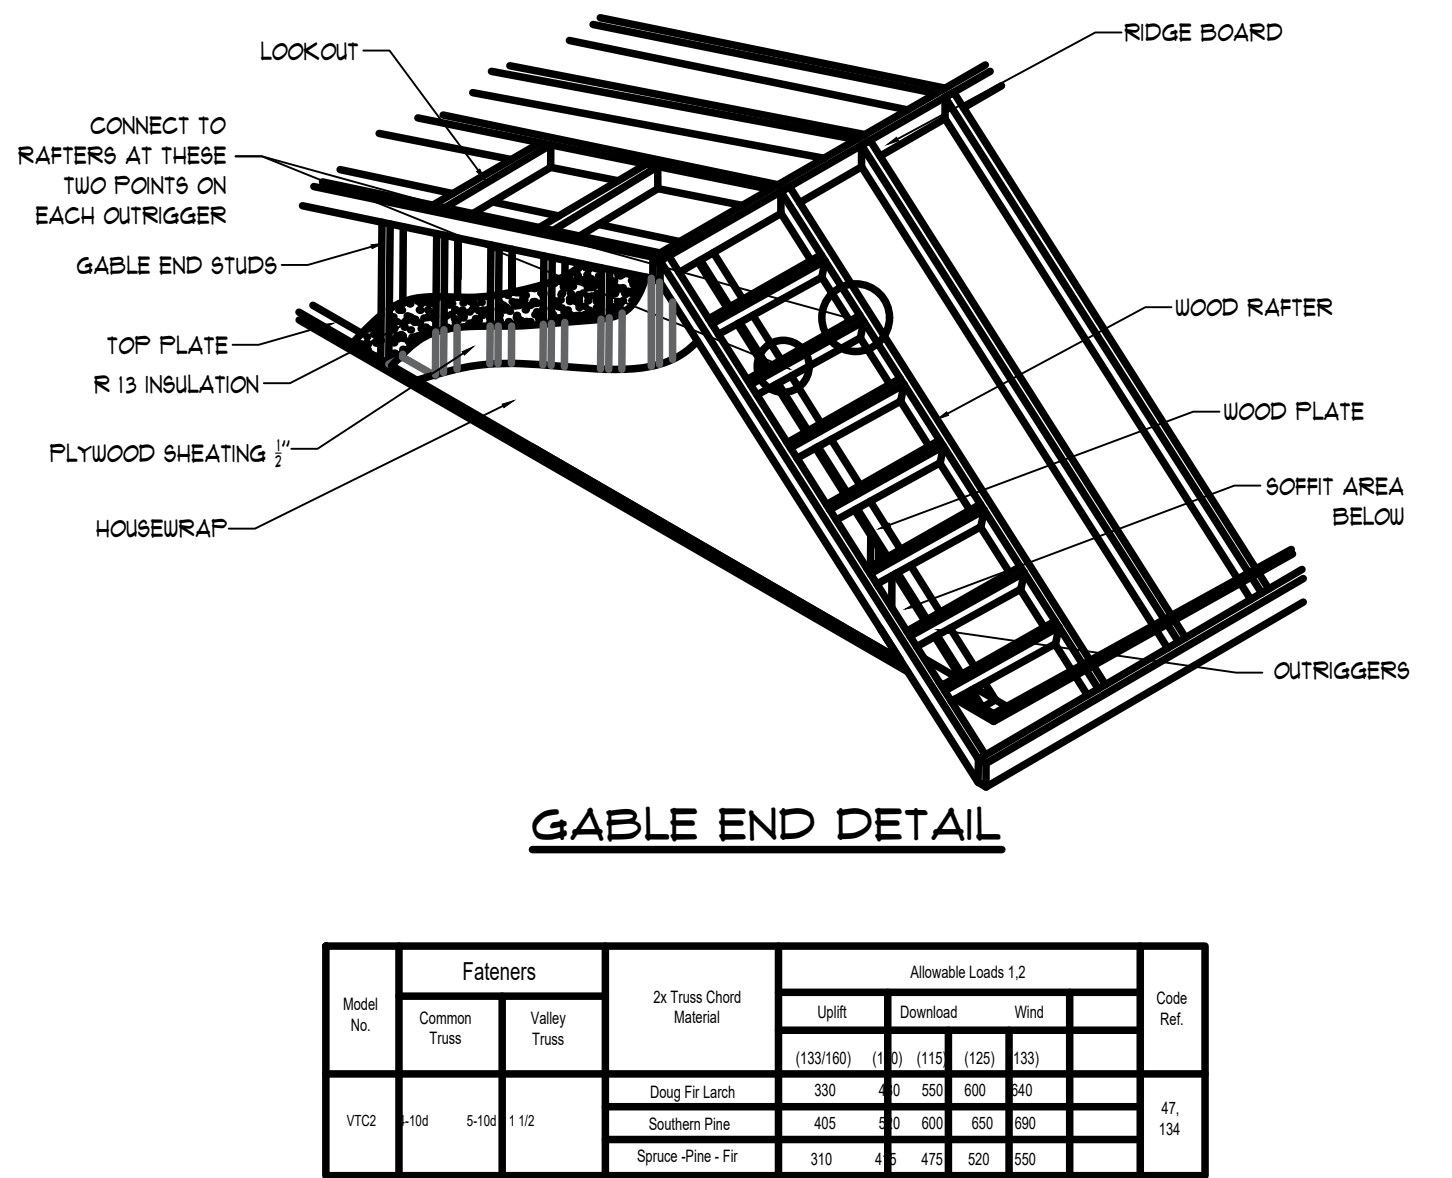 LOOKOUT
RIDGE BOARD
CONNECT TO
RAFTERS AT THESE
TWO POINTS ON
EACH OUTRIGGER
GABLE END STUDS
WOOD RAFTER
TOP PLATE
R 13 INSULATION
WOOD PLATE
PLYWOOD SHEATING 1/2"
SOFFIT AREA
BELOW
HOUSEWRAP
OUTRIGGERS
GABLE END DETAIL
Model
No.
Fateners
Common
Truss
Valley
Truss
2x Truss Chord
Material
Allowable Loads 1,2
Uplift Download Wind
Code
Ref.
(133/160) (115) (125) 133)
VTC2 -10d 5-10d 1 1/2
Doug Fir Larch 330 550 600 640
Southern Pine 405 600 650 690
Spruce -Pine - Fir 310 475 520 550
47,
134